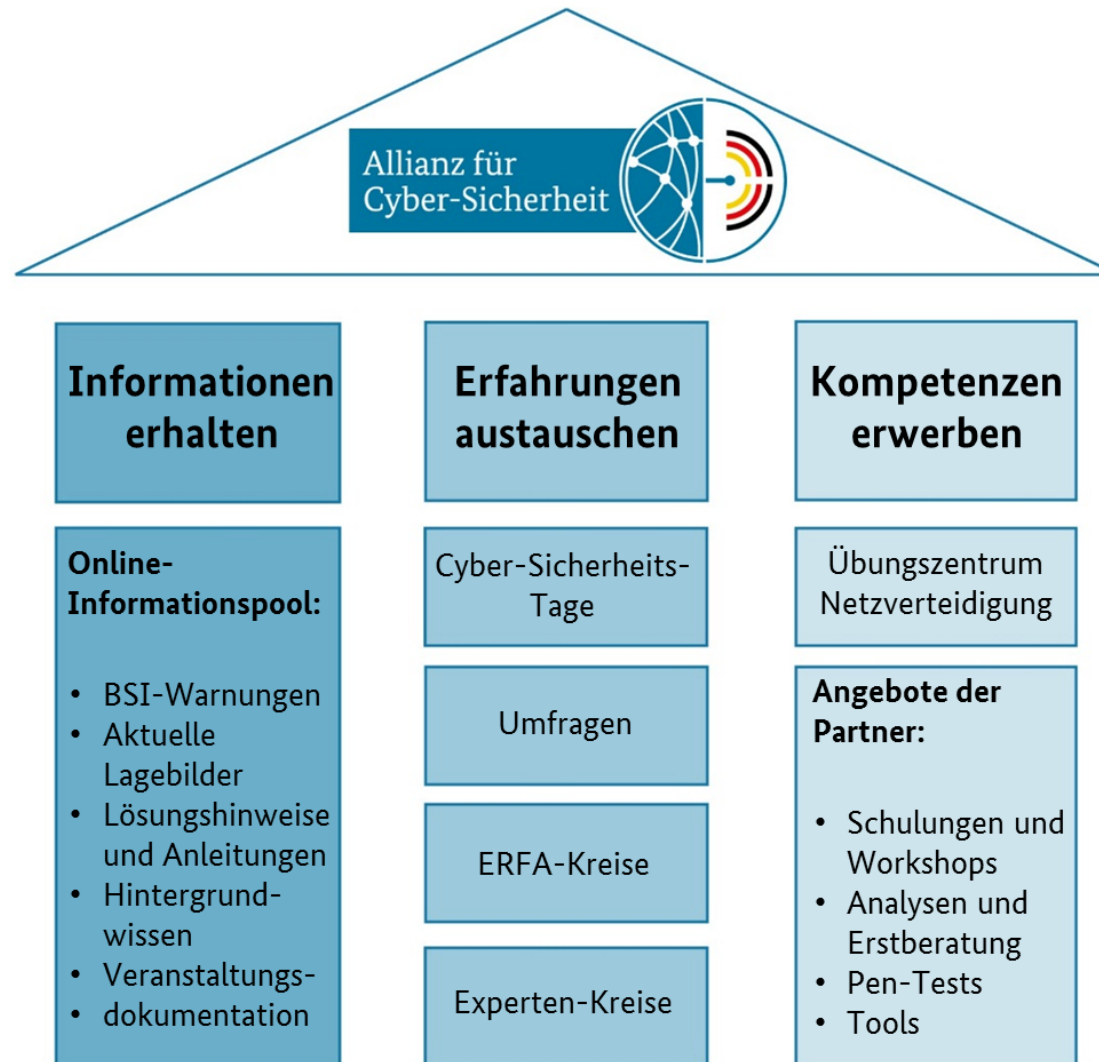 Allianz für
Cyber-Sicherheit
Informationen
erhalten
Online-
Informationspool:
• BSI-Warnungen
• Aktuelle
Lagebilder
• Lösungshinweise
und Anleitungen
• Hintergrund-
wissen
• Veranstaltungs-
• dokumentation
Erfahrungen
austauschen
Cyber-Sicherheits-
Tage
Umfragen
ERFA-Kreise
Experten-Kreise
Kompetenzen
erwerben
Übungszentrum
Netzverteidigung
Angebote der
Partner:
• Schulungen und
Workshops
• Analysen und
Erstberatung
• Pen-Tests
• Tools